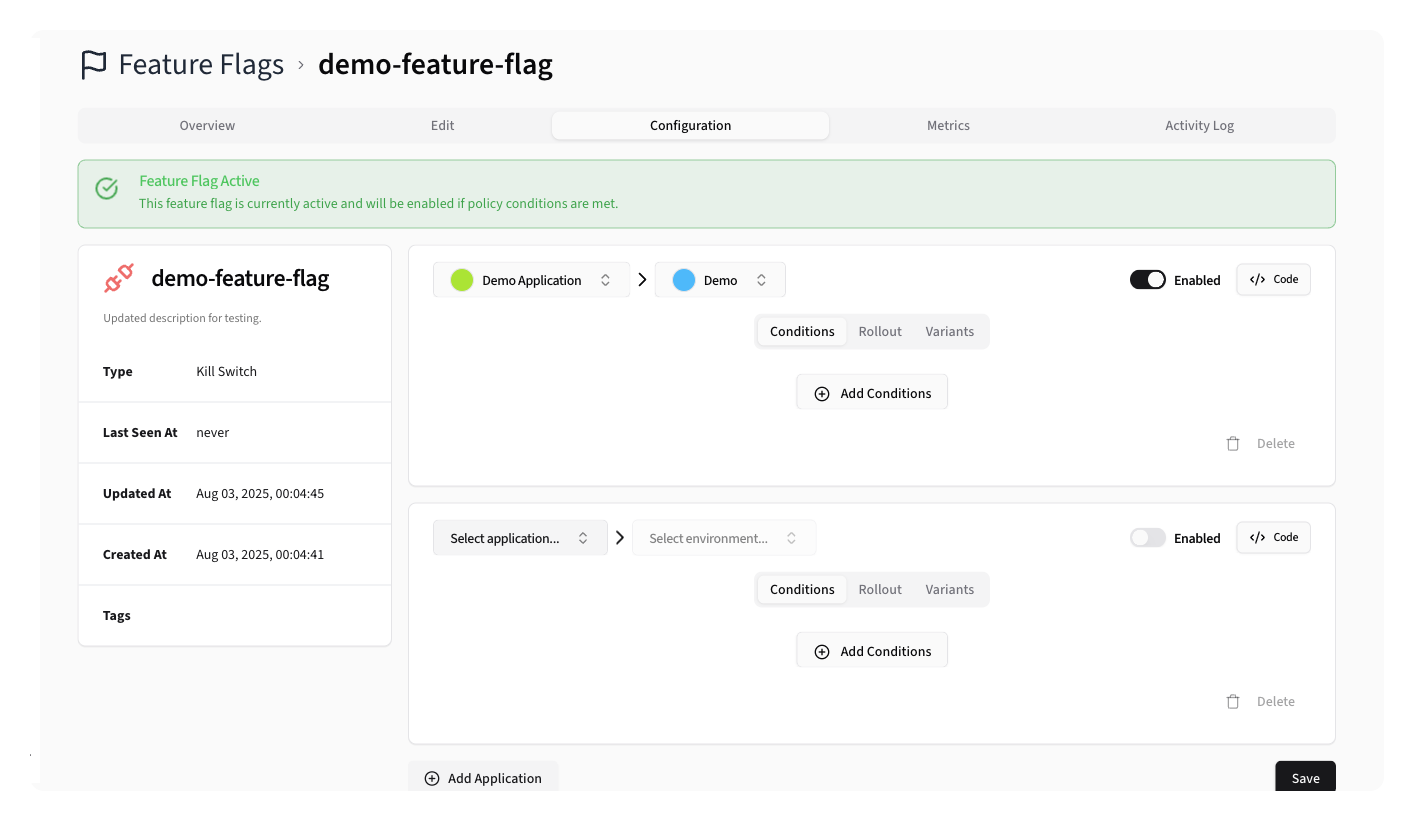 Feature Flags › demo-feature-flag
Overview Edit Configuration Metrics Activity Log
Feature Flag Active
This feature flag is currently active and will be enabled if policy conditions are met.
demo-feature-flag
Updated description for testing.
Type Kill Switch
Last Seen At never
Updated At Aug 03, 2025, 00:04:45
Created At Aug 03, 2025, 00:04:41
Tags
Demo Application Demo Enabled </> Code
Conditions Rollout Variants
Add Conditions
Delete
Select application... Select environment... Enabled </> Code
Conditions Rollout Variants
Add Conditions
Delete
Add Application Save